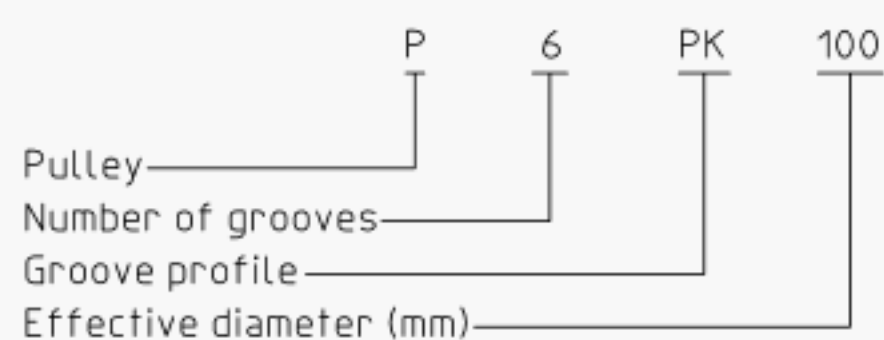 P 6 PK 100
Pulley
Number of grooves
Groove profile
Effective diameter (mm)